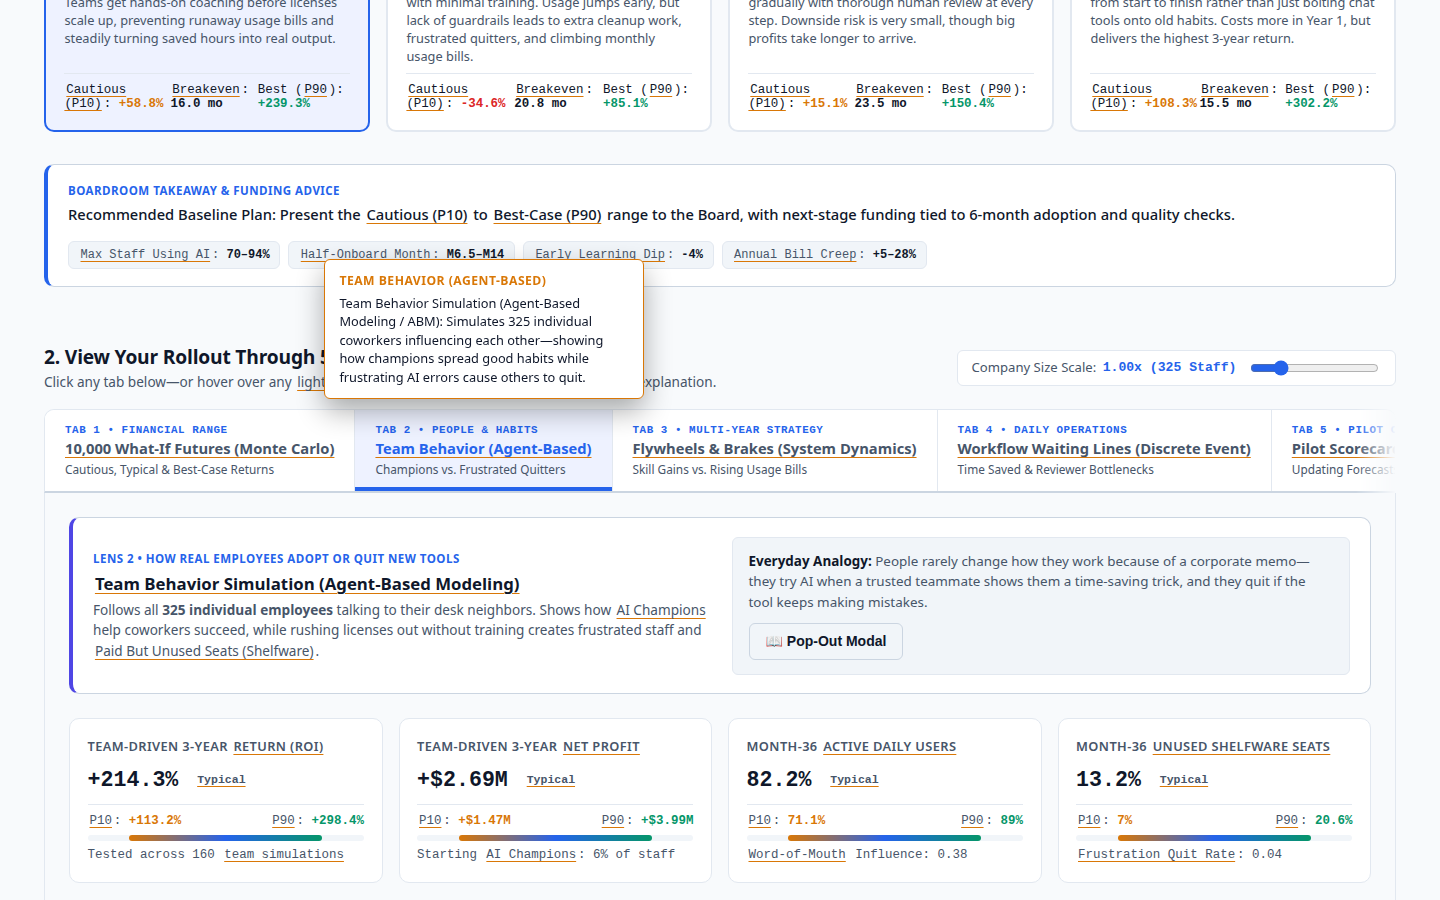 Teams get hands-on coaching before licenses
scale up, preventing runaway usage bills and
steadily turning saved hours into real output.
Cautious (P10): +58.8%
Breakeven: 16.0 mo
Best (P90): +239.3%
with minimal training. Usage jumps early, but
lack of guardrails leads to extra cleanup work,
frustrated quitters, and climbing monthly
usage bills.
Cautious (P10): -34.6%
Breakeven: 20.8 mo
Best (P90): +85.1%
gradually with thorough human review at every
step. Downside risk is very small, though big
profits take longer to arrive.
Cautious (P10): +15.1%
Breakeven: 23.5 mo
Best (P90): +150.4%
from start to finish rather than just bolting chat
tools onto old habits. Costs more in Year 1, but
delivers the highest 3-year return.
Cautious (P10): +108.3%
Breakeven: 15.5 mo
Best (P90): +302.2%
BOARDROOM TAKEAWAY & FUNDING ADVICE
Recommended Baseline Plan: Present the Cautious (P10) to Best-Case (P90) range to the Board, with next-stage funding tied to 6-month adoption and quality checks.
Max Staff Using AI: 70–94%
Half-Onboard Month: M6.5–M14
Early Learning Dip: -4%
Annual Bill Creep: +5–28%
TEAM BEHAVIOR (AGENT-BASED)
Team Behavior Simulation (Agent-Based
Modeling / ABM): Simulates 325 individual
coworkers influencing each other—showing
how champions spread good habits while
frustrating AI errors cause others to quit.
2. View Your Rollout Through
Click any tab below—or hover over any light
explanation.
Company Size Scale: 1.00x (325 Staff)
TAB 1 • FINANCIAL RANGE
10,000 What-If Futures (Monte Carlo)
Cautious, Typical & Best-Case Returns
TAB 2 • PEOPLE & HABITS
Team Behavior (Agent-Based)
Champions vs. Frustrated Quitters
TAB 3 • MULTI-YEAR STRATEGY
Flywheels & Brakes (System Dynamics)
Skill Gains vs. Rising Usage Bills
TAB 4 • DAILY OPERATIONS
Workflow Waiting Lines (Discrete Event)
Time Saved & Reviewer Bottlenecks
TAB 5 • PILOT
Pilot Scorecar
Updating Forecast
LENS 2 • HOW REAL EMPLOYEES ADOPT OR QUIT NEW TOOLS
Team Behavior Simulation (Agent-Based Modeling)
Follows all 325 individual employees talking to their desk neighbors. Shows how AI Champions
help coworkers succeed, while rushing licenses out without training creates frustrated staff and
Paid But Unused Seats (Shelfware).
Everyday Analogy: People rarely change how they work because of a corporate memo—
they try AI when a trusted teammate shows them a time-saving trick, and they quit if the
tool keeps making mistakes.
📖 Pop-Out Modal
TEAM-DRIVEN 3-YEAR RETURN (ROI)
+214.3% Typical
P10: +113.2% P90: +298.4%
Tested across 160 team simulations
TEAM-DRIVEN 3-YEAR NET PROFIT
+$2.69M Typical
P10: +$1.47M P90: +$3.99M
Starting AI Champions: 6% of staff
MONTH-36 ACTIVE DAILY USERS
82.2% Typical
P10: 71.1% P90: 89%
Word-of-Mouth Influence: 0.38
MONTH-36 UNUSED SHELFWARE SEATS
13.2% Typical
P10: 7% P90: 20.6%
Frustration Quit Rate: 0.04